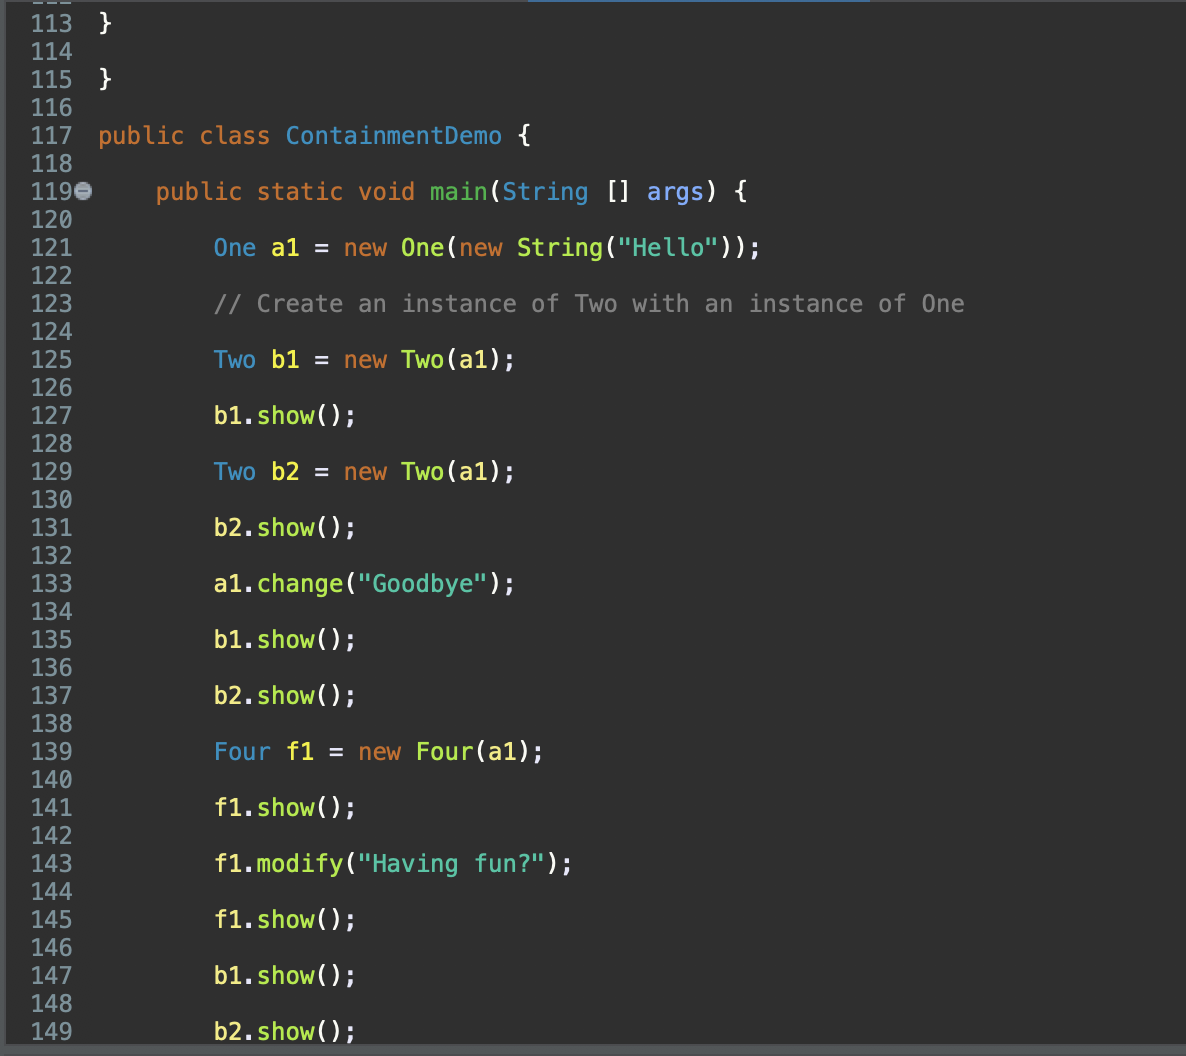 113 }
114
115 }
116
117 public class ContainmentDemo {
118
119 public static void main(String [] args) {
120
121 One a1 = new One(new String("Hello"));
122
123 // Create an instance of Two with an instance of One
124
125 Two b1 = new Two(a1);
126
127 b1.show();
128
129 Two b2 = new Two(a1);
130
131 b2.show();
132
133 a1.change("Goodbye");
134
135 b1.show();
136
137 b2.show();
138
139 Four f1 = new Four(a1);
140
141 f1.show();
142
143 f1.modify("Having fun?");
144
145 f1.show();
146
147 b1.show();
148
149 b2.show();